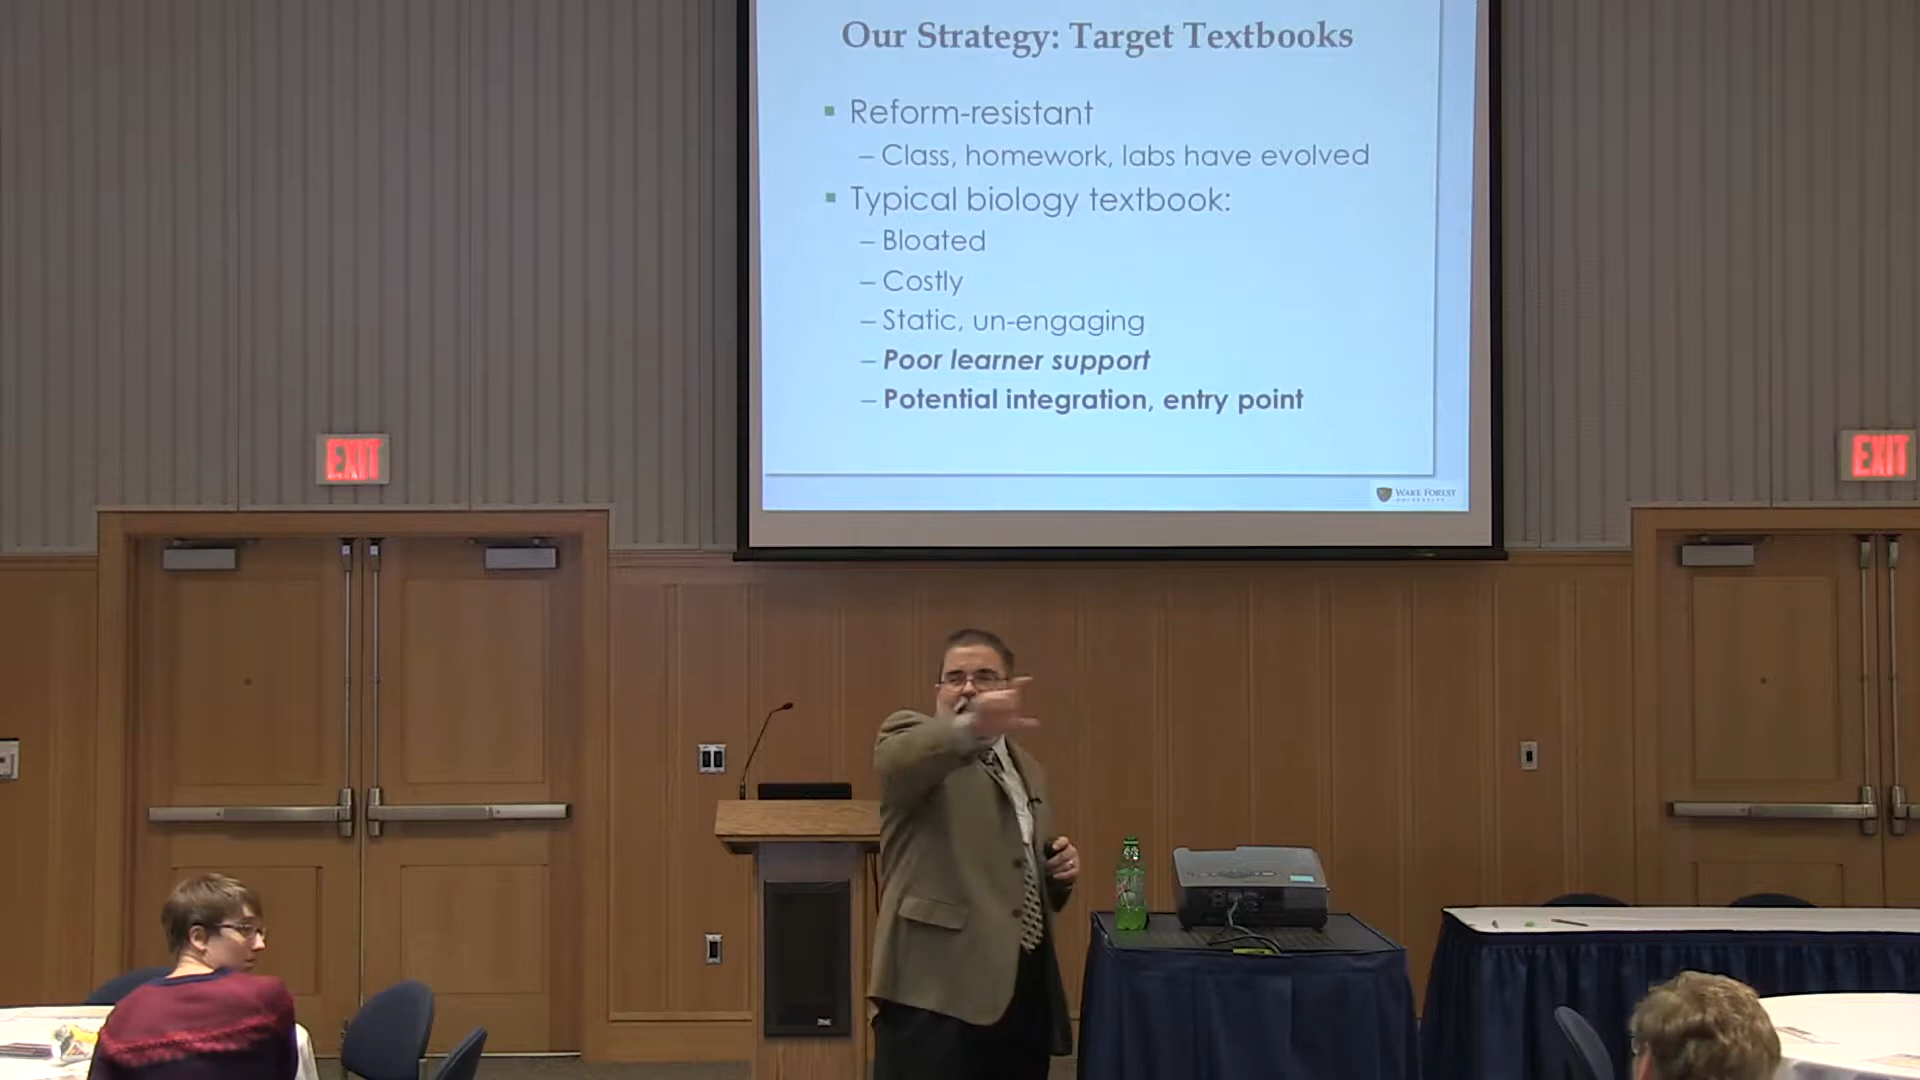 Our Strategy: Target Textbooks
Reform-resistant
– Class, homework, labs have evolved
Typical biology textbook:
– Bloated
– Costly
– Static, un-engaging
– Poor learner support
– Potential integration, entry point
WAKE FOREST
UNIVERSITY
EXIT
EXIT